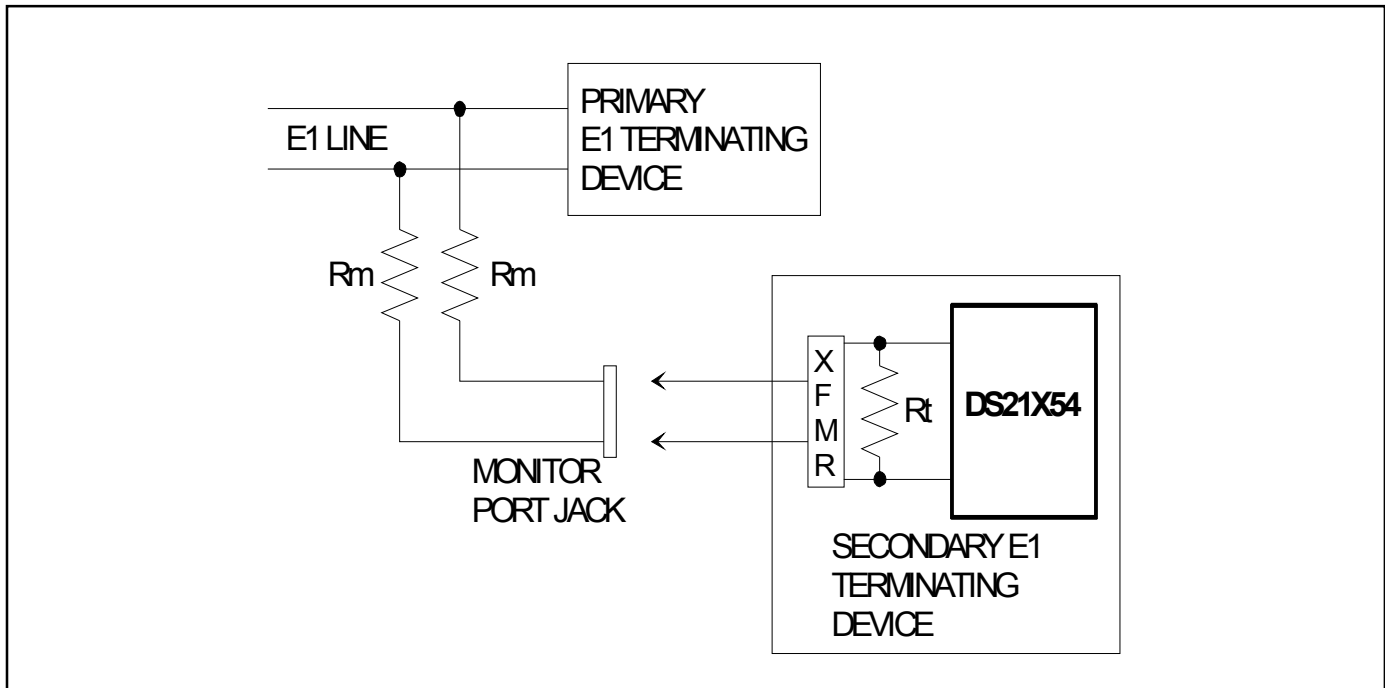 PRIMARY
E1 TERMINATING
DEVICE
E1 LINE
Rm
Rm
X
F
M
R
Rt
DS21X54
MONITOR
PORT JACK
SECONDARY E1
TERMINATING
DEVICE